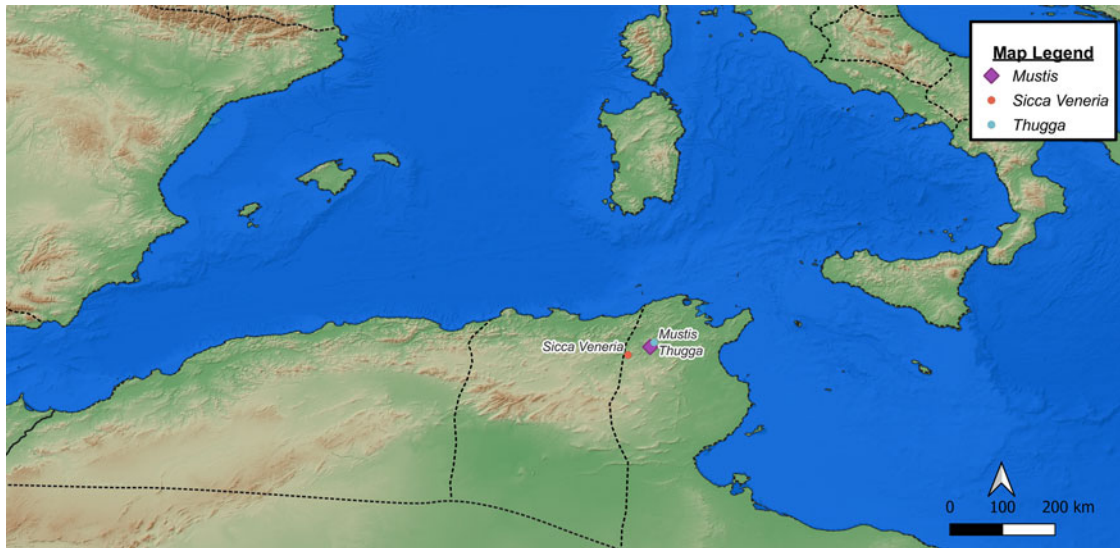 Map Legend
Mustis
Sicca Veneria
Thugga
Mustis
Sicca Veneria
Thugga
0 100 200 km